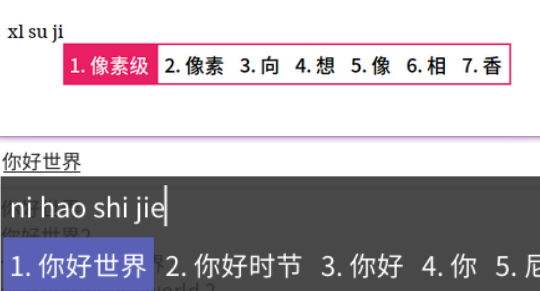 xl su ji
1. 像素级 2. 像素 3. 向 4. 想 5. 像 6. 相 7. 香
你好世界
ni hao shi jie
1. 你好世界 2. 你好时节 3. 你好 4. 你 5.